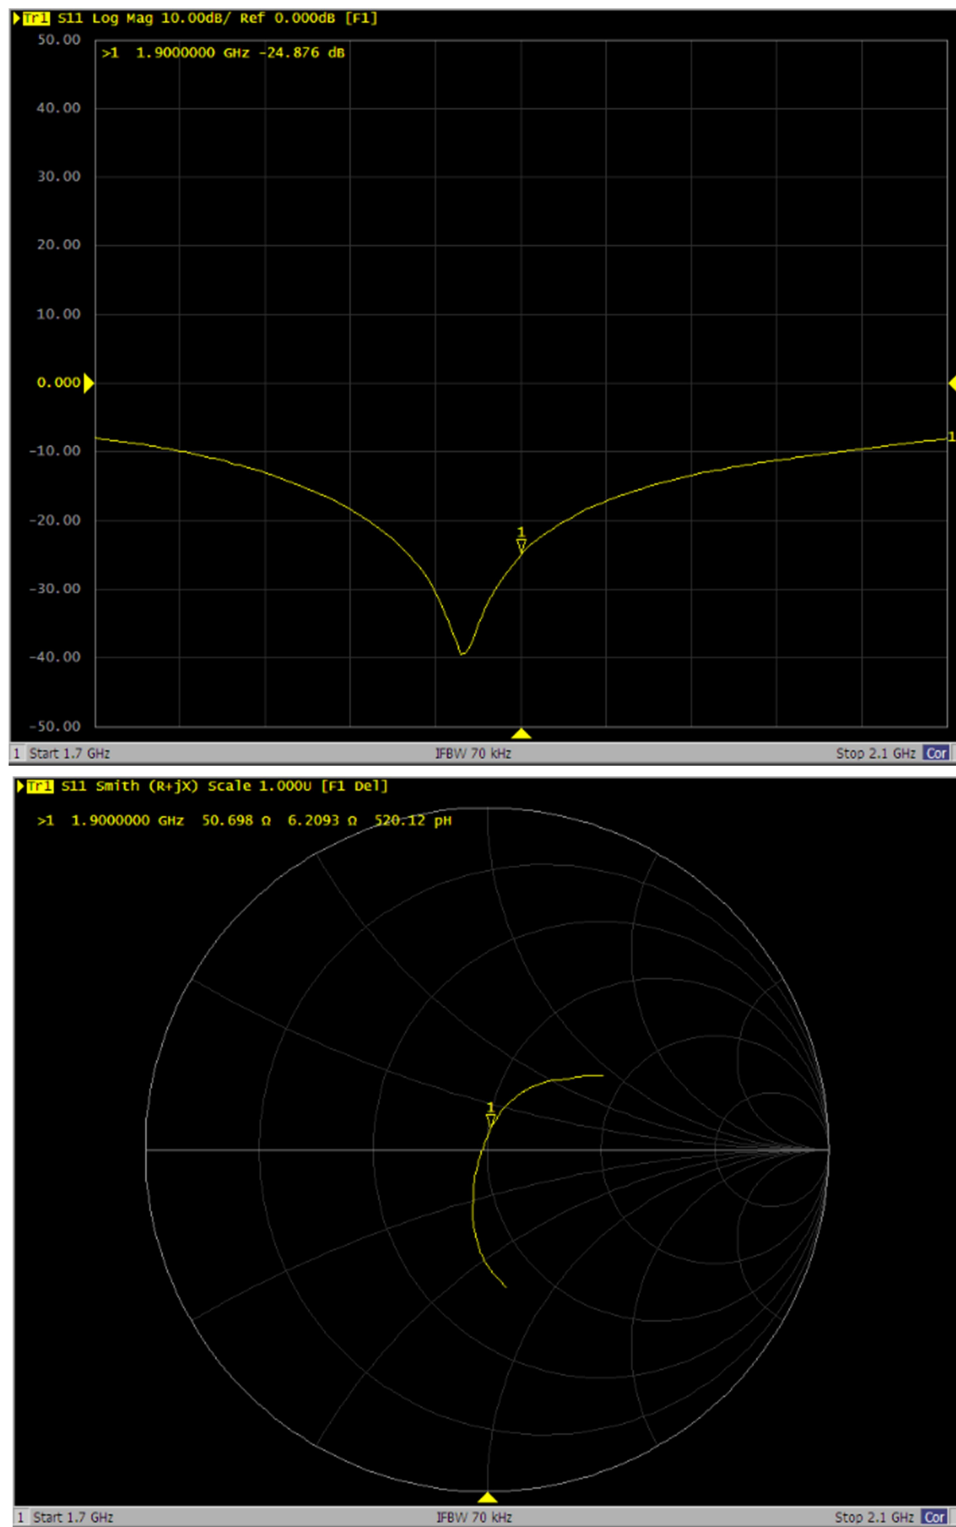 Tr1 S11 Log Mag 10.00dB/ Ref 0.000dB [F1]
50.00
>1 1.9000000 GHz -24.876 dB
40.00
30.00
20.00
10.00
0.000
-10.00
1
-20.00
1
-30.00
-40.00
-50.00
1 Start 1.7 GHz IFBW 70 kHz Stop 2.1 GHz Cor
Tr1 S11 Smith (R+jX) Scale 1.000U [F1 Del]
>1 1.9000000 GHz 50.698 Ω 6.2093 Ω 520.12 pH
1
1 Start 1.7 GHz IFBW 70 kHz Stop 2.1 GHz Cor